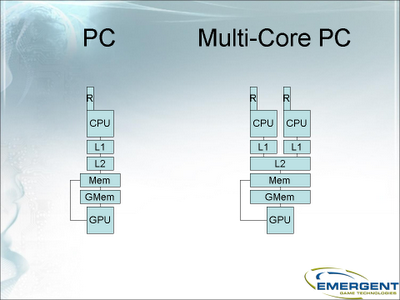 PC Multi-Core PC
R R R
CPU CPU CPU
L1 L1 L1
L2 L2
Mem Mem
GMem GMem
GPU GPU
EMERGENT
GAME TECHNOLOGIES